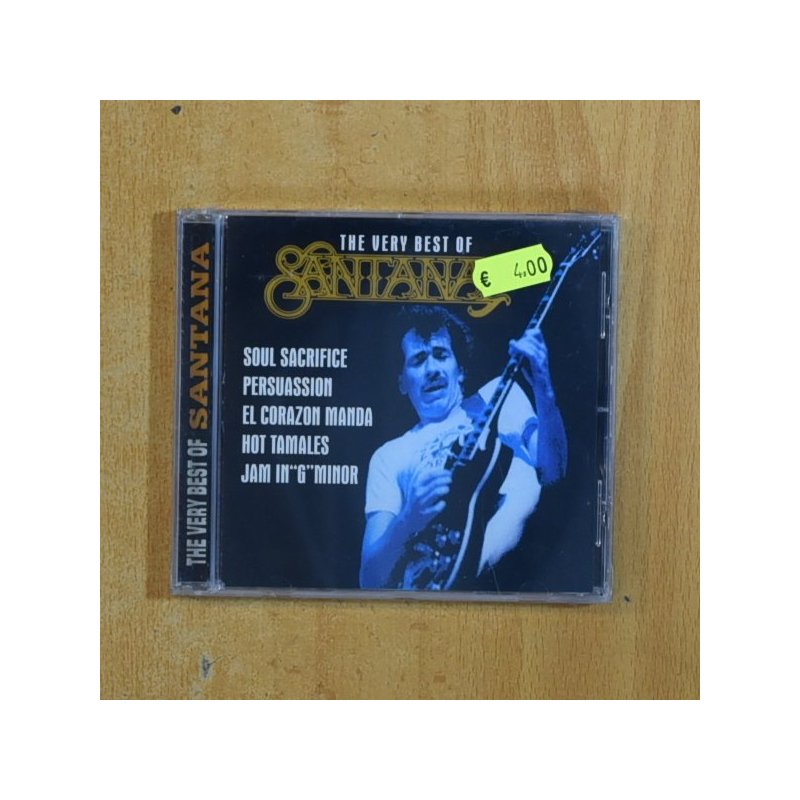 THE VERY BEST OF SANTANA
THE VERY BEST OF
SANTANA
€ 4,00
SOUL SACRIFICE
PERSUASSION
EL CORAZON MANDA
HOT TAMALES
JAM IN"G"MINOR